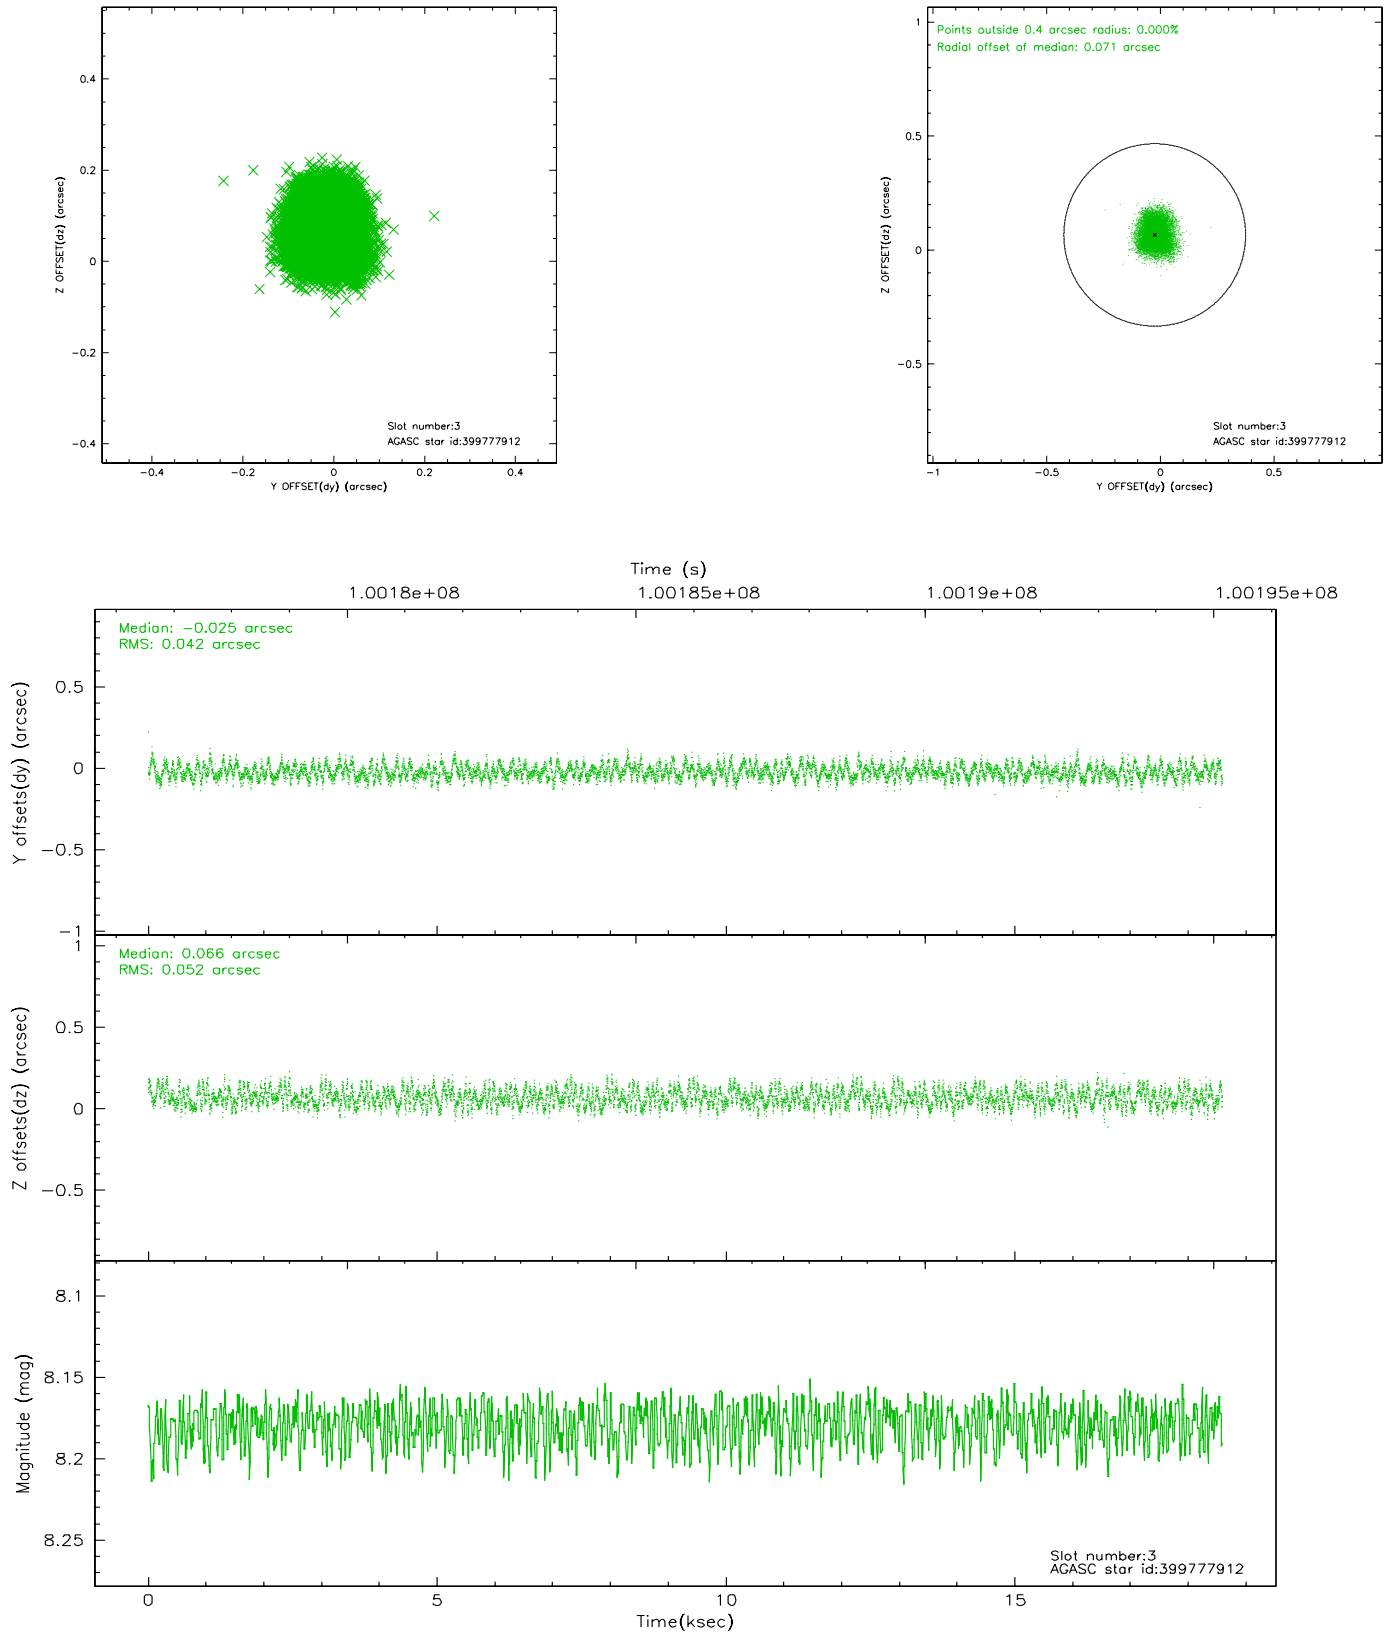 0.4
0.2
0
−0.2
−0.4
Z OFFSET(dz) (arcsec)
Slot number:3
AGASC star id:399777912
−0.4 −0.2 0 0.2 0.4
Y OFFSET(dy) (arcsec)
Points outside 0.4 arcsec radius: 0.000%
Radial offset of median: 0.071 arcsec
1
0.5
0
−0.5
Z OFFSET(dz) (arcsec)
Slot number:3
AGASC star id:399777912
−1 −0.5 0 0.5
Y OFFSET(dy) (arcsec)
Time (s)
1.0018e+08 1.00185e+08 1.0019e+08 1.00195e+08
Median: −0.025 arcsec
RMS: 0.042 arcsec
0.5
0
−0.5
−1
Y offsets(dy) (arcsec)
Median: 0.066 arcsec
RMS: 0.052 arcsec
1
0.5
0
−0.5
Z offsets(dz) (arcsec)
8.1
8.15
8.2
8.25
Magnitude (mag)
Slot number:3
AGASC star id:399777912
0 5 10 15
Time(ksec)